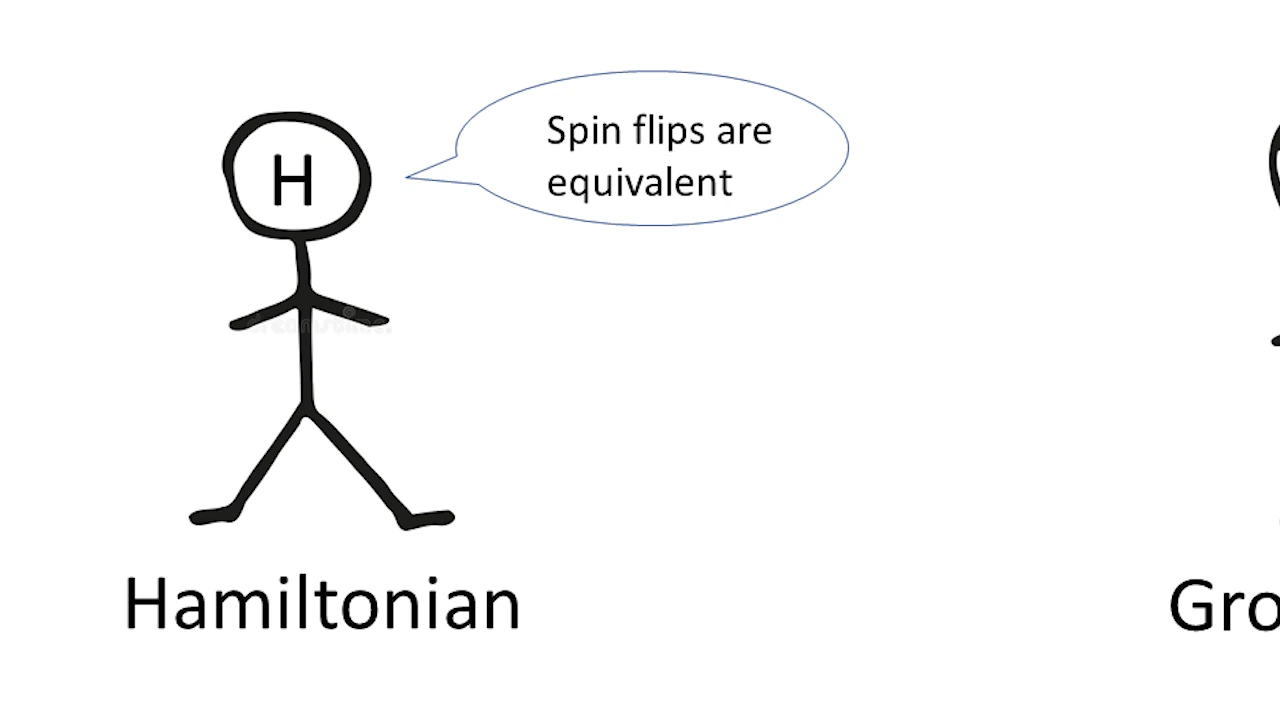 Spin flips are
equivalent
H
Hamiltonian
Gro